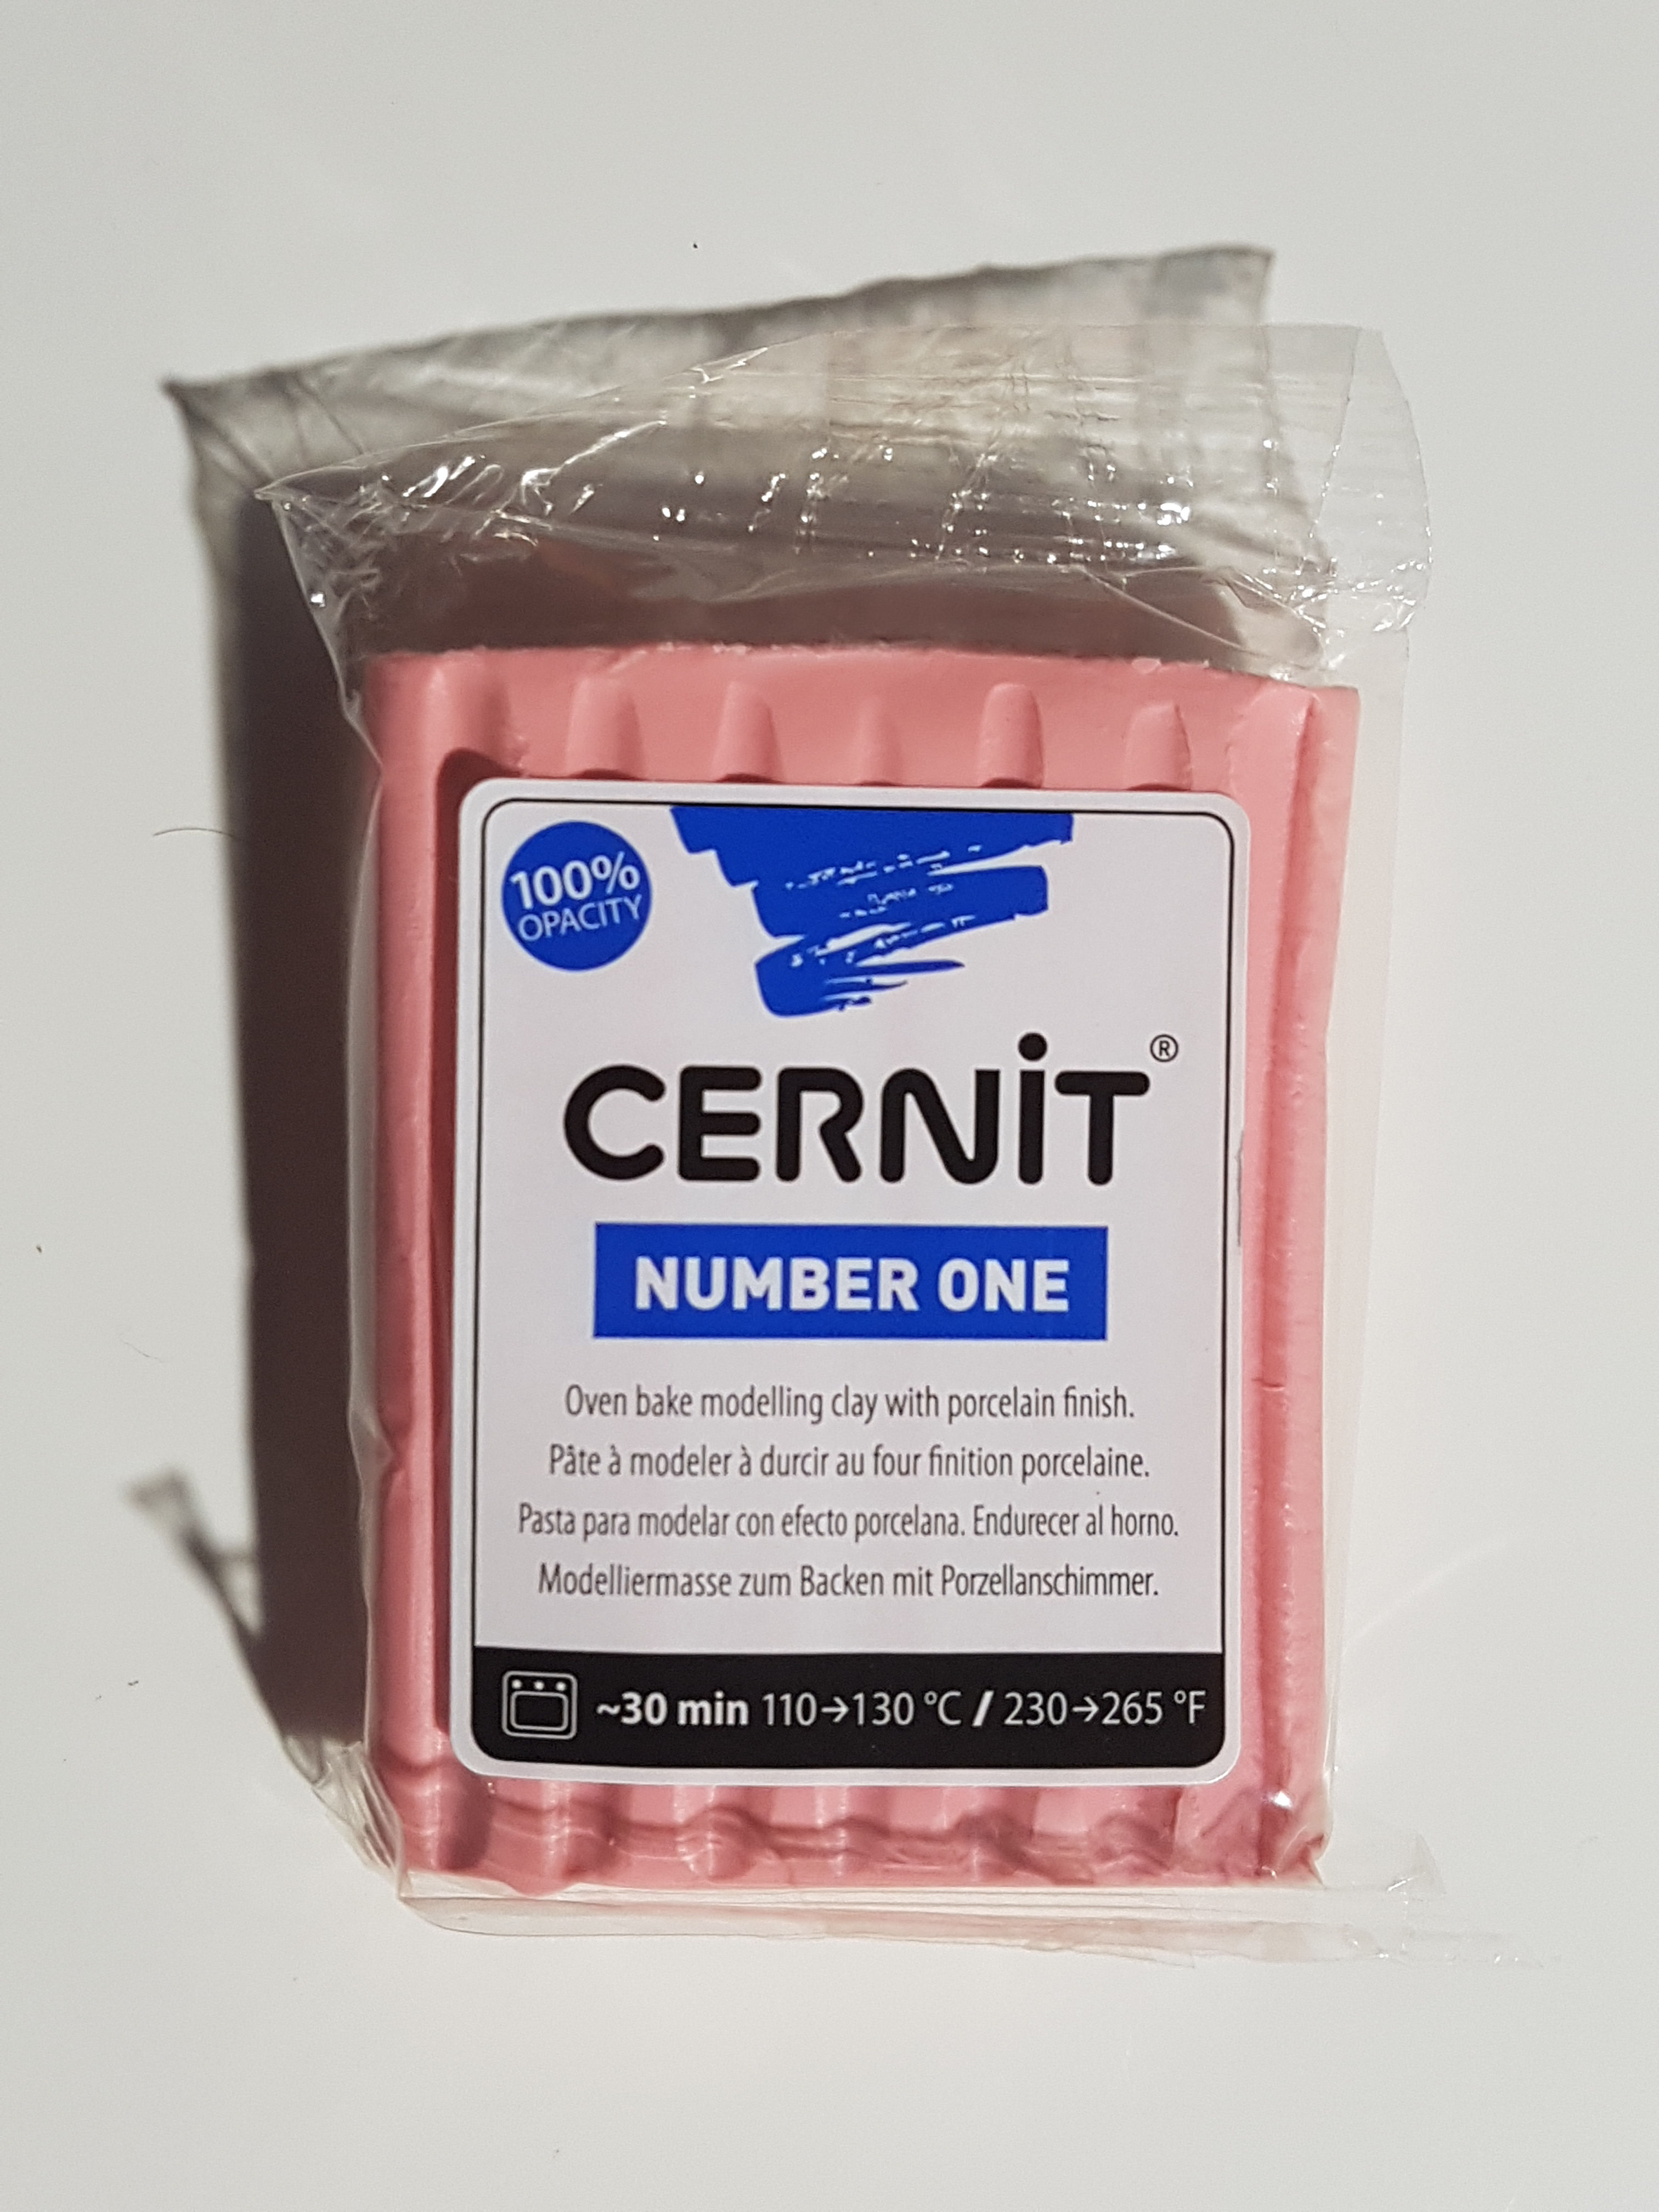 100%
OPACITY
CERNiT®
NUMBER ONE
Oven bake modelling clay with porcelain finish.
Pâte à modeler à durcir au four finition porcelaine.
Pasta para modelar con efecto porcelana. Endurecer al horno.
Modelliermasse zum Backen mit Porzellanschimmer.
~30 min 110→130 °C / 230→265 °F